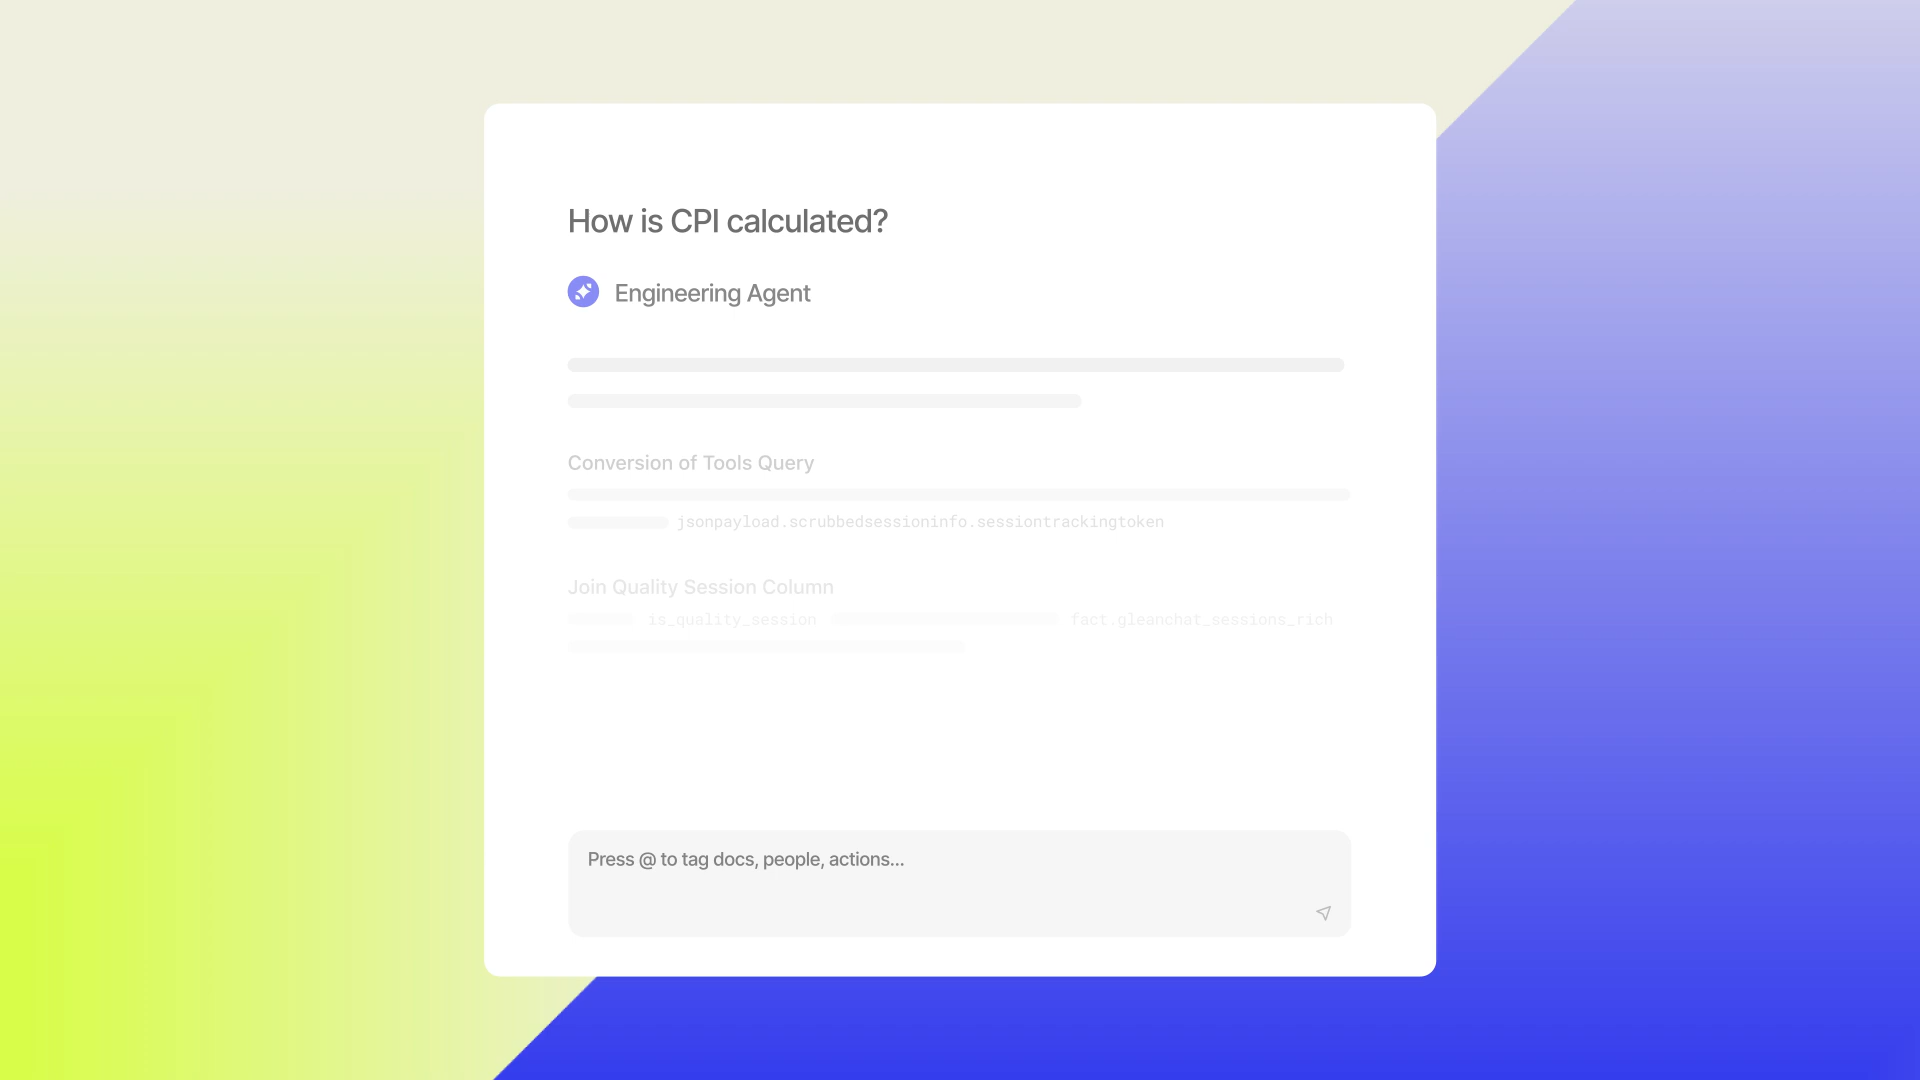 How is CPI calculated?
Engineering Agent
Conversion of Tools Query
jsonpayload.scrubbedsessioninfo.sessiontrackingtoken
Join Quality Session Column
is_quality_session fact.gleanchat_sessions_rich
Press @ to tag docs, people, actions...